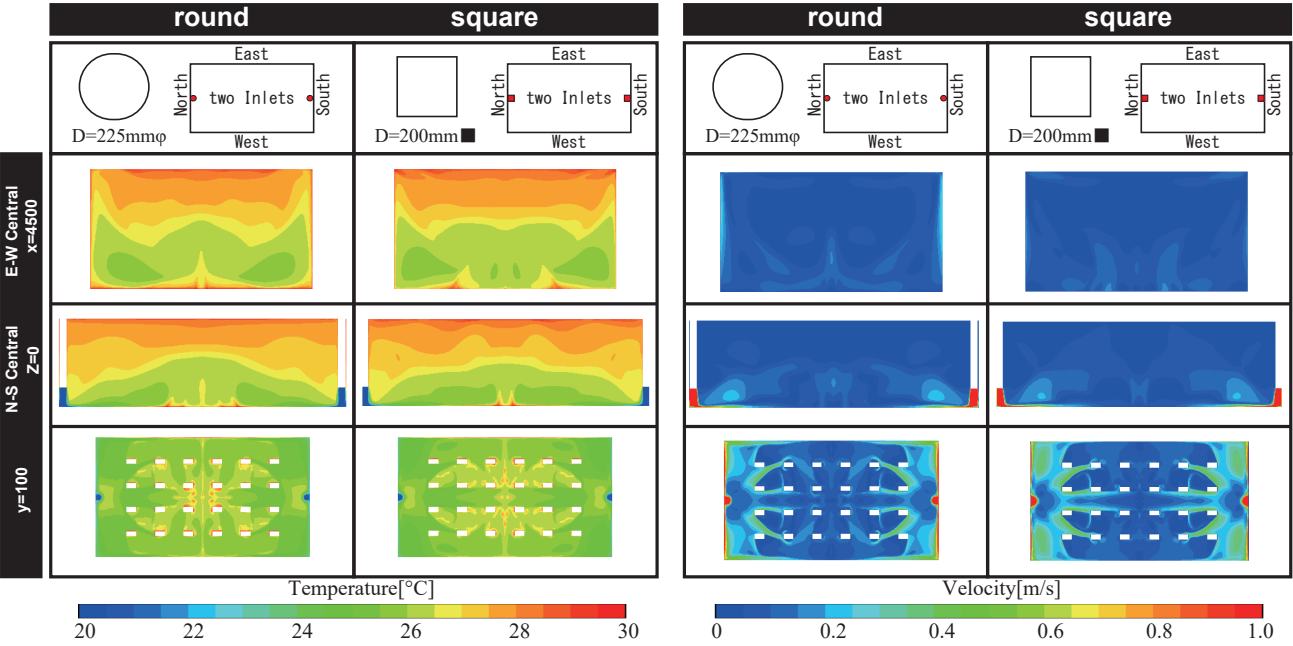 round square round square
East East East East
North two Inlets South North two Inlets South North two Inlets South North two Inlets South
D=225mmφ West D=200mm■ West D=225mmφ West D=200mm■ West
E-W Central
x=4500
N-S Central
Z=0
y=100
Temperature[°C] Velocity[m/s]
20 22 24 26 28 30 0 0.2 0.4 0.6 0.8 1.0